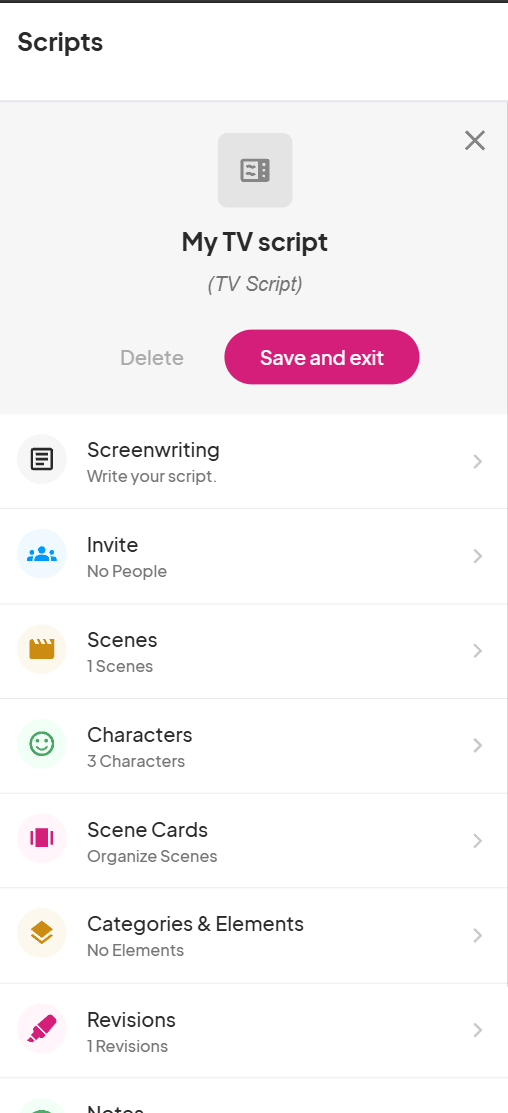 Scripts
My TV script
(TV Script)
Delete
Save and exit
Screenwriting
Write your script.
Invite
No People
Scenes
1 Scenes
Characters
3 Characters
Scene Cards
Organize Scenes
Categories & Elements
No Elements
Revisions
1 Revisions
Notes